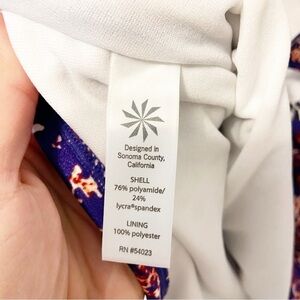 Designed in
Sonoma County,
California
SHELL
76% polyamide/
24%
lycra®spandex
LINING
100% polyester
RN #54023